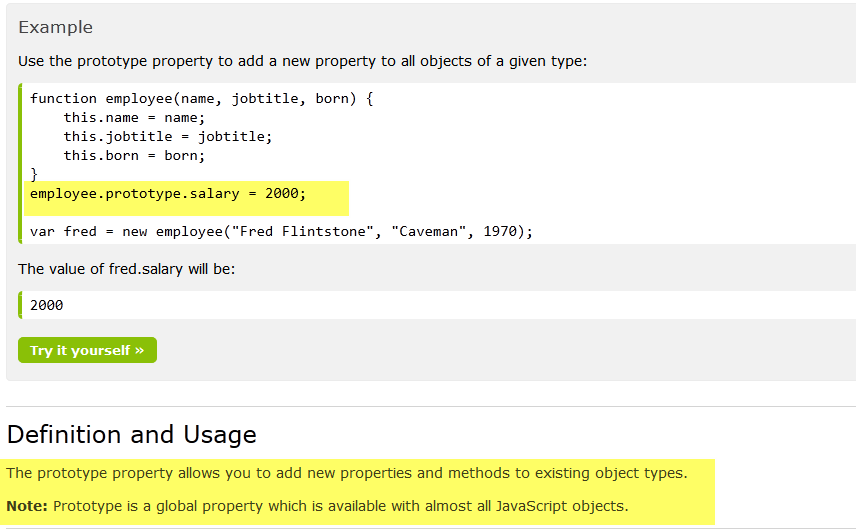 Example
Use the prototype property to add a new property to all objects of a given type:
function employee(name, jobtitle, born) {
    this.name = name;
    this.jobtitle = jobtitle;
    this.born = born;
}
employee.prototype.salary = 2000;
var fred = new employee("Fred Flintstone", "Caveman", 1970);
The value of fred.salary will be:
2000
Try it yourself »
Definition and Usage
The prototype property allows you to add new properties and methods to existing object types.
Note: Prototype is a global property which is available with almost all JavaScript objects.